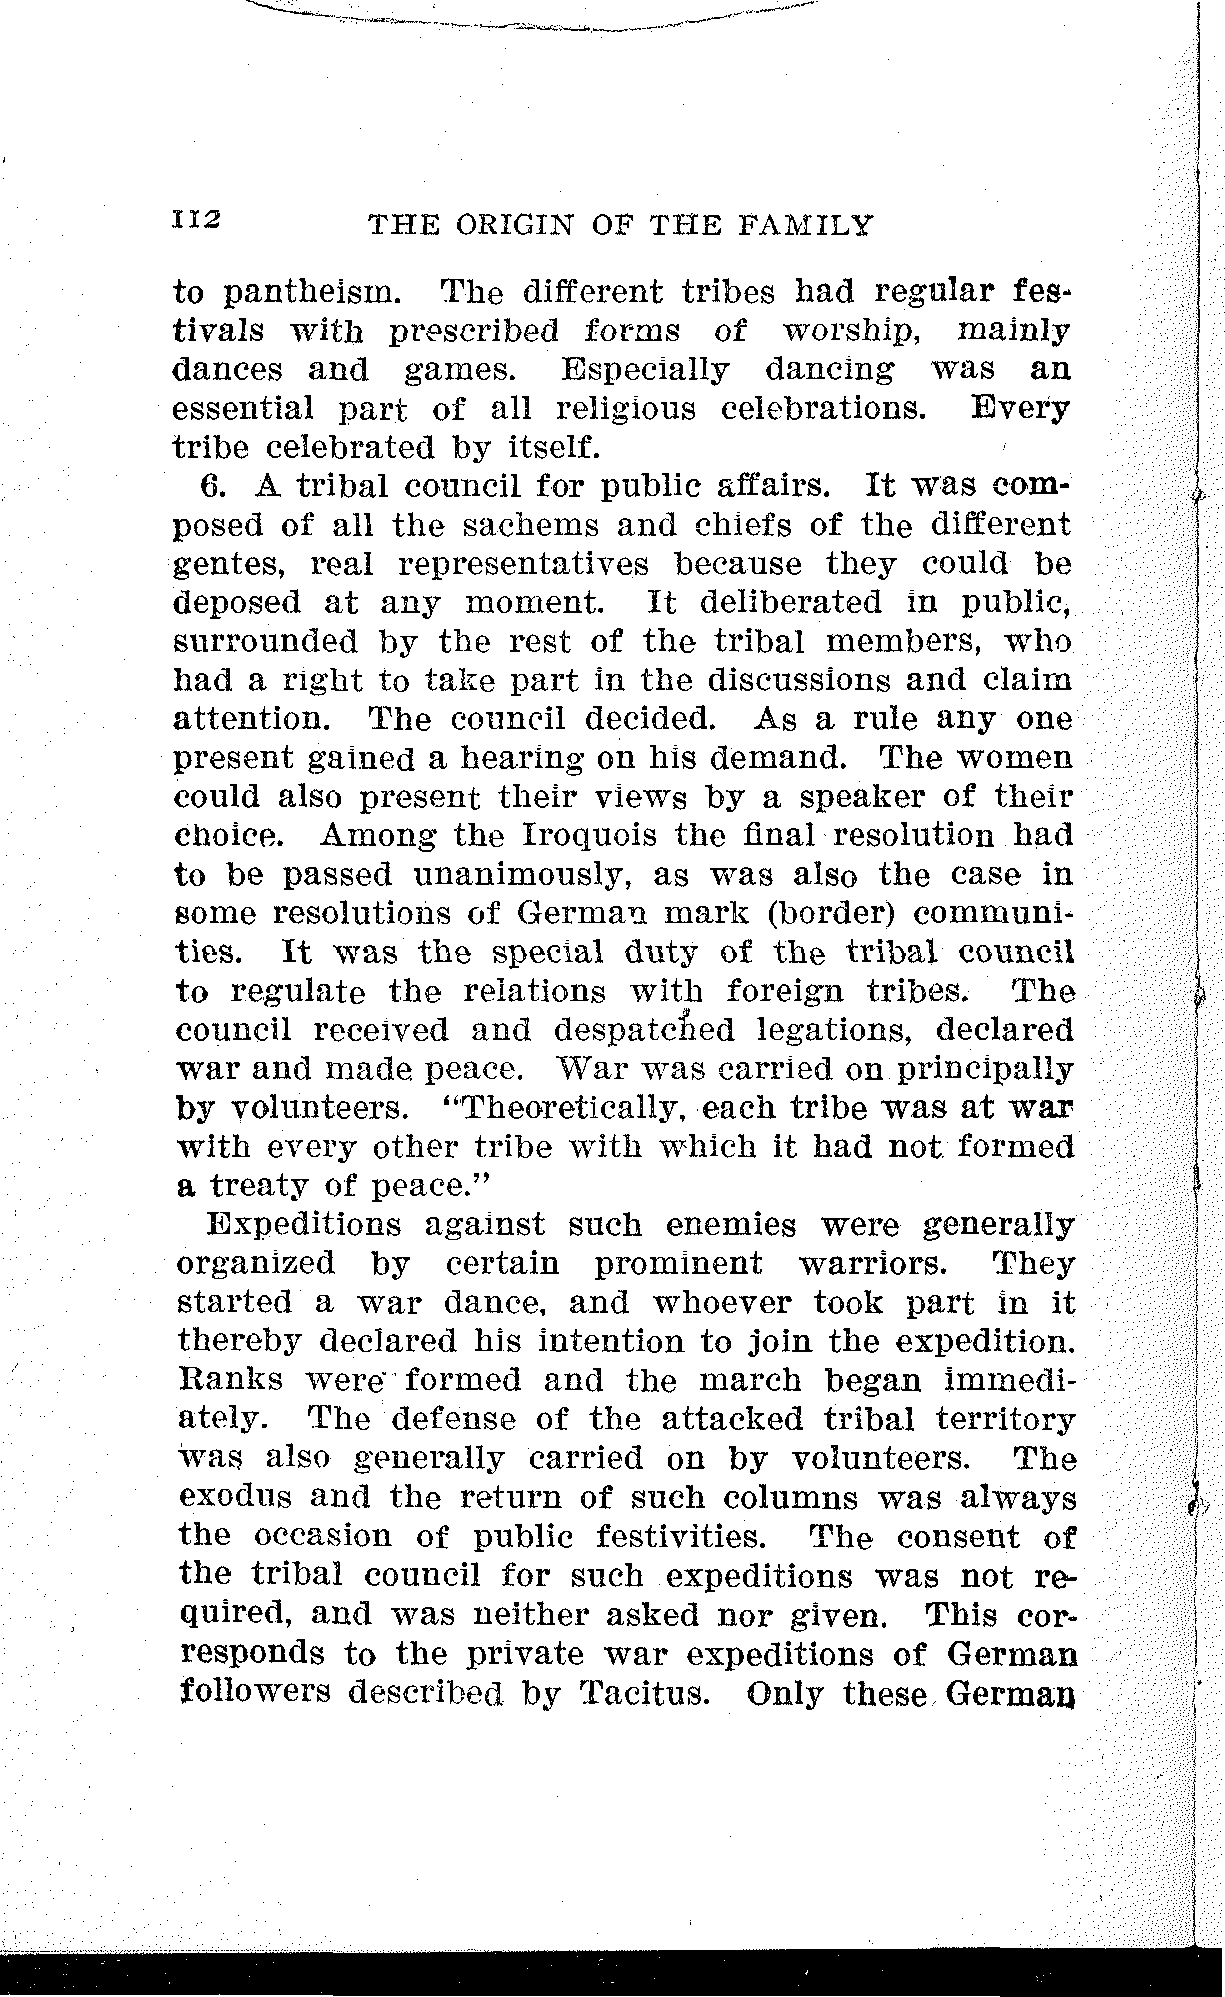 112 THE ORIGIN OF THE FAMILY
to pantheism. The different tribes had regular fes-
tivals with prescribed forms of worship, mainly
dances and games. Especially dancing was an
essential part of all religious celebrations. Every
tribe celebrated by itself.
6. A tribal council for public affairs. It was com-
posed of all the sachems and chiefs of the different
gentes, real representatives because they could be
deposed at any moment. It deliberated in public,
surrounded by the rest of the tribal members, who
had a right to take part in the discussions and claim
attention. The council decided. As a rule any one
present gained a hearing on his demand. The women
could also present their views by a speaker of their
choice. Among the Iroquois the final resolution had
to be passed unanimously, as was also the case in
some resolutions of German mark (border) communi-
ties. It was the special duty of the tribal council
to regulate the relations with foreign tribes. The
council received and despatched legations, declared
war and made peace. War was carried on principally
by volunteers. "Theoretically, each tribe was at war
with every other tribe with which it had not formed
a treaty of peace."
Expeditions against such enemies were generally
organized by certain prominent warriors. They
started a war dance, and whoever took part in it
thereby declared his intention to join the expedition.
Ranks were formed and the march began immedi-
ately. The defense of the attacked tribal territory
was also generally carried on by volunteers. The
exodus and the return of such columns was always
the occasion of public festivities. The consent of
the tribal council for such expeditions was not re-
quired, and was neither asked nor given. This cor-
responds to the private war expeditions of German
followers described by Tacitus. Only these German